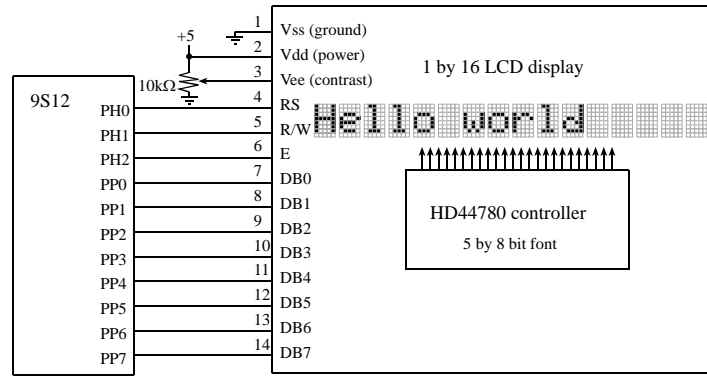 9S12
PH0
PH1
PH2
PP0
PP1
PP2
PP3
PP4
PP5
PP6
PP7
+5
10kΩ
1 Vss (ground)
2 Vdd (power)
3 Vee (contrast)
4 RS
5 R/W
6 E
7 DB0
8 DB1
9 DB2
10 DB3
11 DB4
12 DB5
13 DB6
14 DB7
1 by 16 LCD display
Hello world
HD44780 controller
5 by 8 bit font